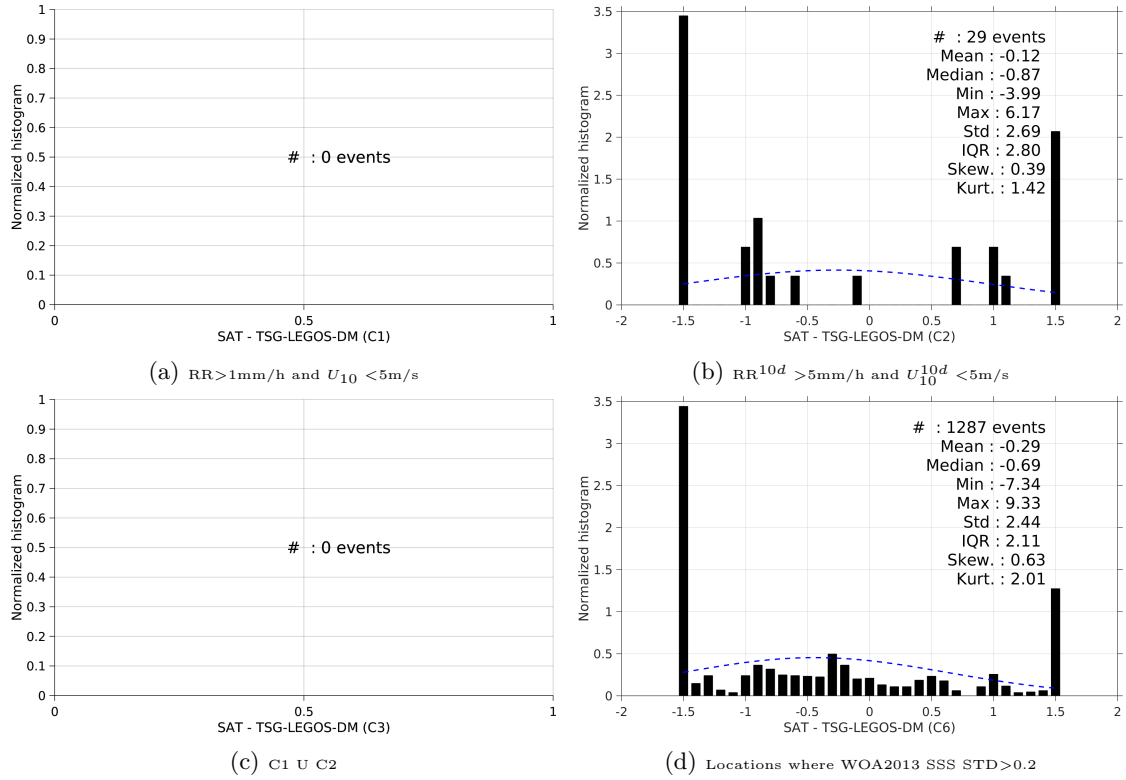 1
0.9
0.8
0.7
0.6
0.5
0.4
0.3
0.2
0.1
0
Normalized histogram
# : 0 events
0 0.5 1
SAT - TSG-LEGOS-DM (C1)
(a) RR>1mm/h and U10 <5m/s
3.5
3
2.5
2
1.5
1
0.5
0
Normalized histogram
# : 29 events
Mean : -0.12
Median : -0.87
Min : -3.99
Max : 6.17
Std : 2.69
IQR : 2.80
Skew. : 0.39
Kurt. : 1.42
-2 -1.5 -1 -0.5 0 0.5 1 1.5 2
SAT - TSG-LEGOS-DM (C2)
(b) RR^10d >5mm/h and U10^10d <5m/s
1
0.9
0.8
0.7
0.6
0.5
0.4
0.3
0.2
0.1
0
Normalized histogram
# : 0 events
0 0.5 1
SAT - TSG-LEGOS-DM (C3)
(c) C1 U C2
3.5
3
2.5
2
1.5
1
0.5
0
Normalized histogram
# : 1287 events
Mean : -0.29
Median : -0.69
Min : -7.34
Max : 9.33
Std : 2.44
IQR : 2.11
Skew. : 0.63
Kurt. : 2.01
-2 -1.5 -1 -0.5 0 0.5 1 1.5 2
SAT - TSG-LEGOS-DM (C6)
(d) Locations where WOA2013 SSS STD>0.2